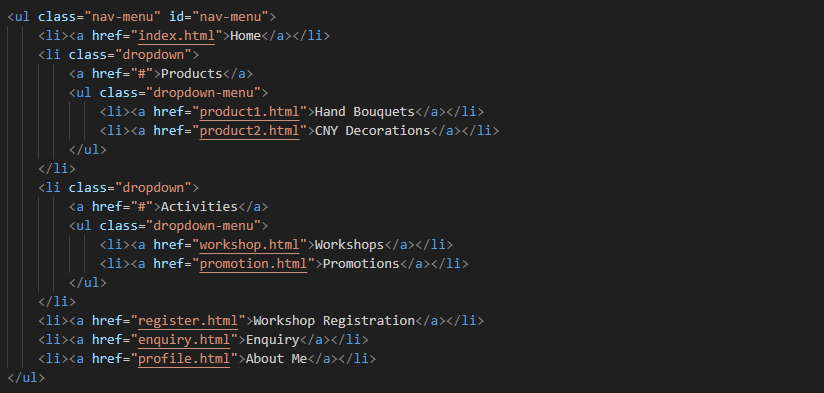 <ul class="nav-menu" id="nav-menu">
    <li><a href="index.html">Home</a></li>
    <li class="dropdown">
        <a href="#">Products</a>
        <ul class="dropdown-menu">
            <li><a href="product1.html">Hand Bouquets</a></li>
            <li><a href="product2.html">CNY Decorations</a></li>
        </ul>
    </li>
    <li class="dropdown">
        <a href="#">Activities</a>
        <ul class="dropdown-menu">
            <li><a href="workshop.html">Workshops</a></li>
            <li><a href="promotion.html">Promotions</a></li>
        </ul>
    </li>
    <li><a href="register.html">Workshop Registration</a></li>
    <li><a href="enquiry.html">Enquiry</a></li>
    <li><a href="profile.html">About Me</a></li>
</ul>